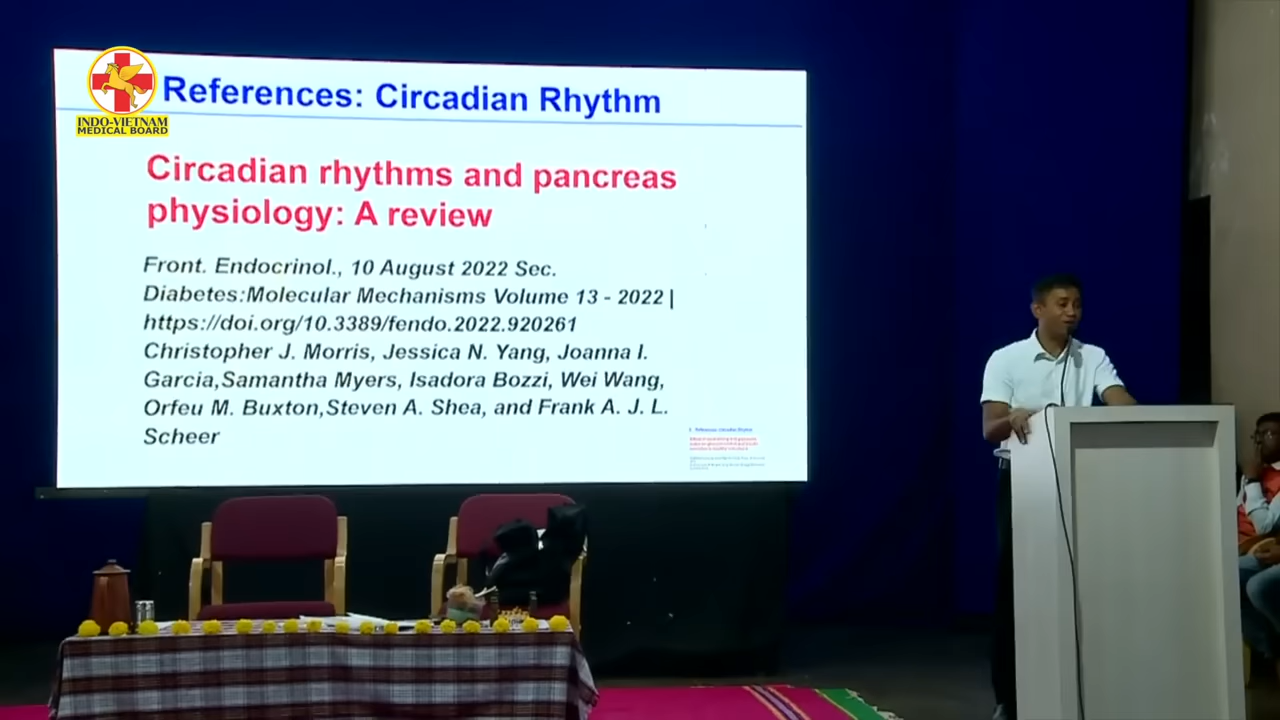 INDO-VIETNAM
MEDICAL BOARD
References: Circadian Rhythm
Circadian rhythms and pancreas
physiology: A review
Front. Endocrinol., 10 August 2022 Sec.
Diabetes:Molecular Mechanisms Volume 13 - 2022 |
https://doi.org/10.3389/fendo.2022.920261
Christopher J. Morris, Jessica N. Yang, Joanna I.
Garcia,Samantha Myers, Isadora Bozzi, Wei Wang,
Orfeu M. Buxton,Steven A. Shea, and Frank A. J. L.
Scheer